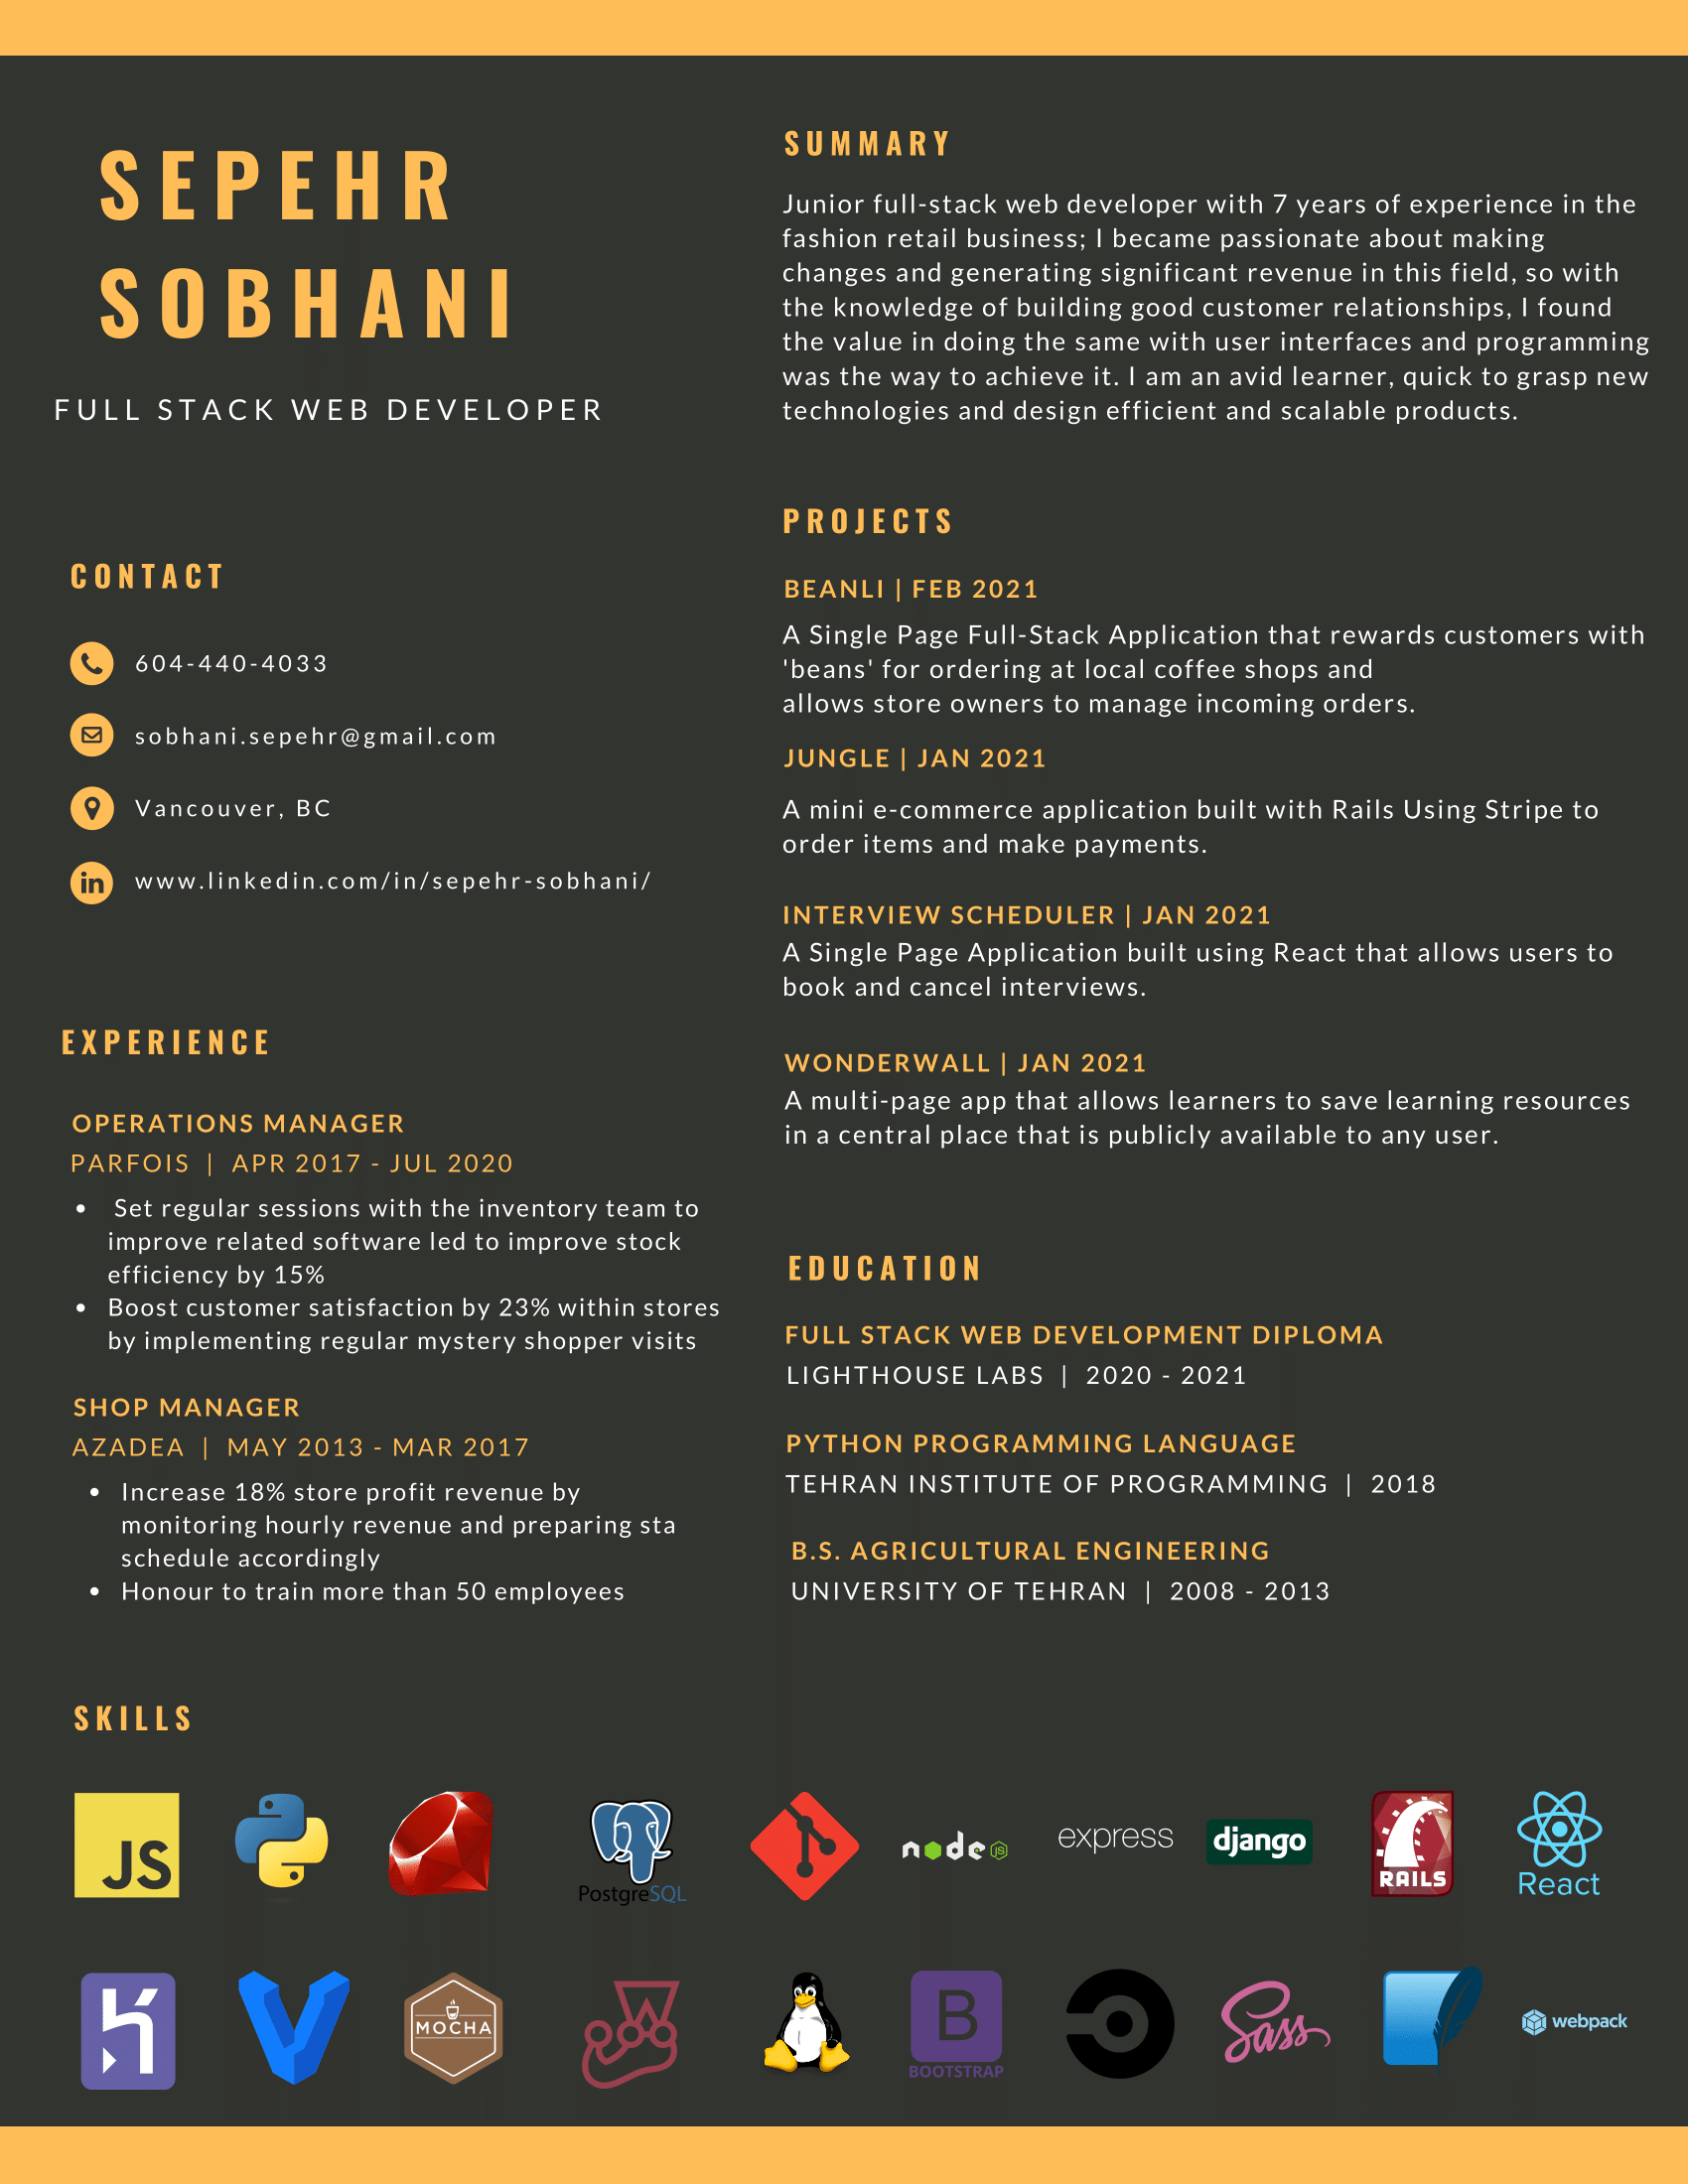 SEPEHR
SOBHANI
FULL STACK WEB DEVELOPER
CONTACT
604-440-4033
sobhani.sepehr@gmail.com
Vancouver, BC
in www.linkedin.com/in/sepehr-sobhani/
EXPERIENCE
OPERATIONS MANAGER
PARFOIS | APR 2017 - JUL 2020
• Set regular sessions with the inventory team to
improve related software led to improve stock
efficiency by 15%
• Boost customer satisfaction by 23% within stores
by implementing regular mystery shopper visits
SHOP MANAGER
AZADEA | MAY 2013 - MAR 2017
• Increase 18% store profit revenue by
monitoring hourly revenue and preparing sta
schedule accordingly
• Honour to train more than 50 employees
SUMMARY
Junior full-stack web developer with 7 years of experience in the
fashion retail business; I became passionate about making
changes and generating significant revenue in this field, so with
the knowledge of building good customer relationships, I found
the value in doing the same with user interfaces and programming
was the way to achieve it. I am an avid learner, quick to grasp new
technologies and design efficient and scalable products.
PROJECTS
BEANLI | FEB 2021
A Single Page Full-Stack Application that rewards customers with
'beans' for ordering at local coffee shops and
allows store owners to manage incoming orders.
JUNGLE | JAN 2021
A mini e-commerce application built with Rails Using Stripe to
order items and make payments.
INTERVIEW SCHEDULER | JAN 2021
A Single Page Application built using React that allows users to
book and cancel interviews.
WONDERWALL | JAN 2021
A multi-page app that allows learners to save learning resources
in a central place that is publicly available to any user.
EDUCATION
FULL STACK WEB DEVELOPMENT DIPLOMA
LIGHTHOUSE LABS | 2020 - 2021
PYTHON PROGRAMMING LANGUAGE
TEHRAN INSTITUTE OF PROGRAMMING | 2018
B.S. AGRICULTURAL ENGINEERING
UNIVERSITY OF TEHRAN | 2008 - 2013
SKILLS
JS
PostgreSQL
node JS
express
django
RAILS
React
MOCHA
B
BOOTSTRAP
Sass
webpack